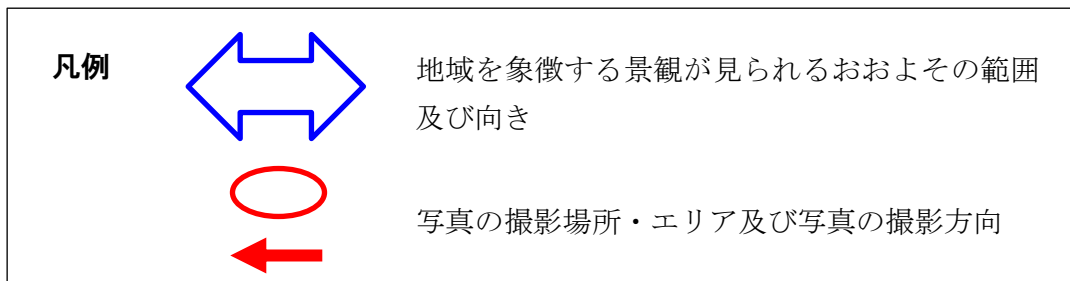 凡例
地域を象徴する景観が見られるおおよその範囲
及び向き
写真の撮影場所・エリア及び写真の撮影方向